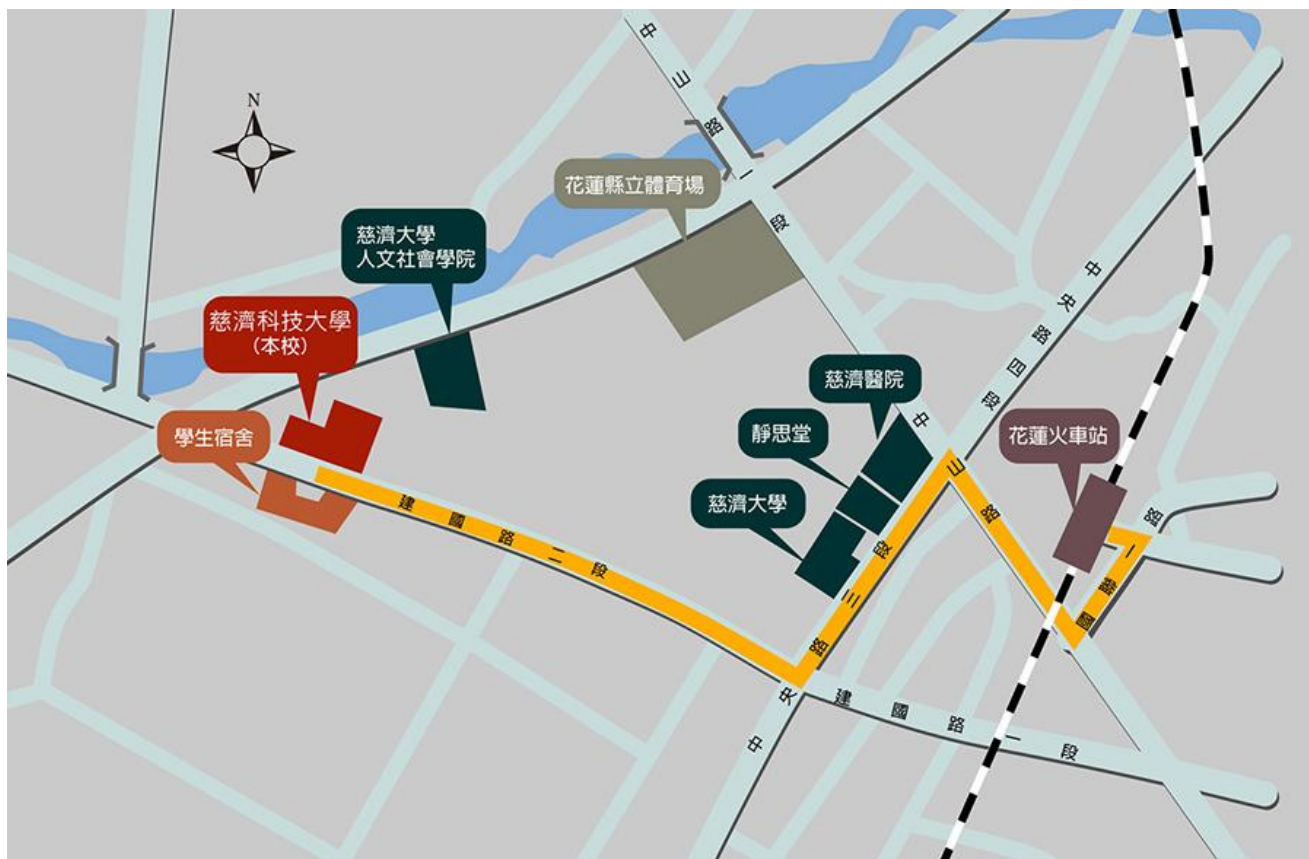 N
中山路一段
花蓮縣立體育場
慈濟大學
人文社會學院
慈濟科技大學
(本校)
學生宿舍
慈濟醫院
靜思堂
慈濟大學
中央路四段
花蓮火車站
中山路
國聯一路
中央路三段
建國路二段
建國路一段